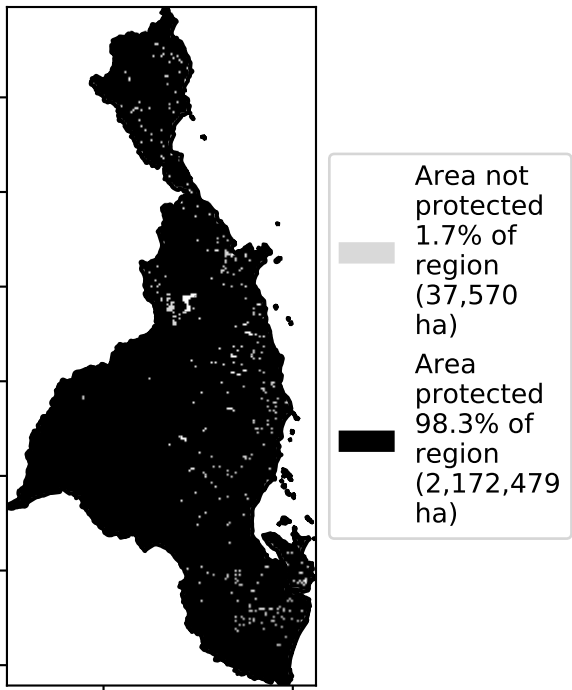 Area not
protected
1.7% of
region
(37,570
ha)
Area
protected
98.3% of
region
(2,172,479
ha)